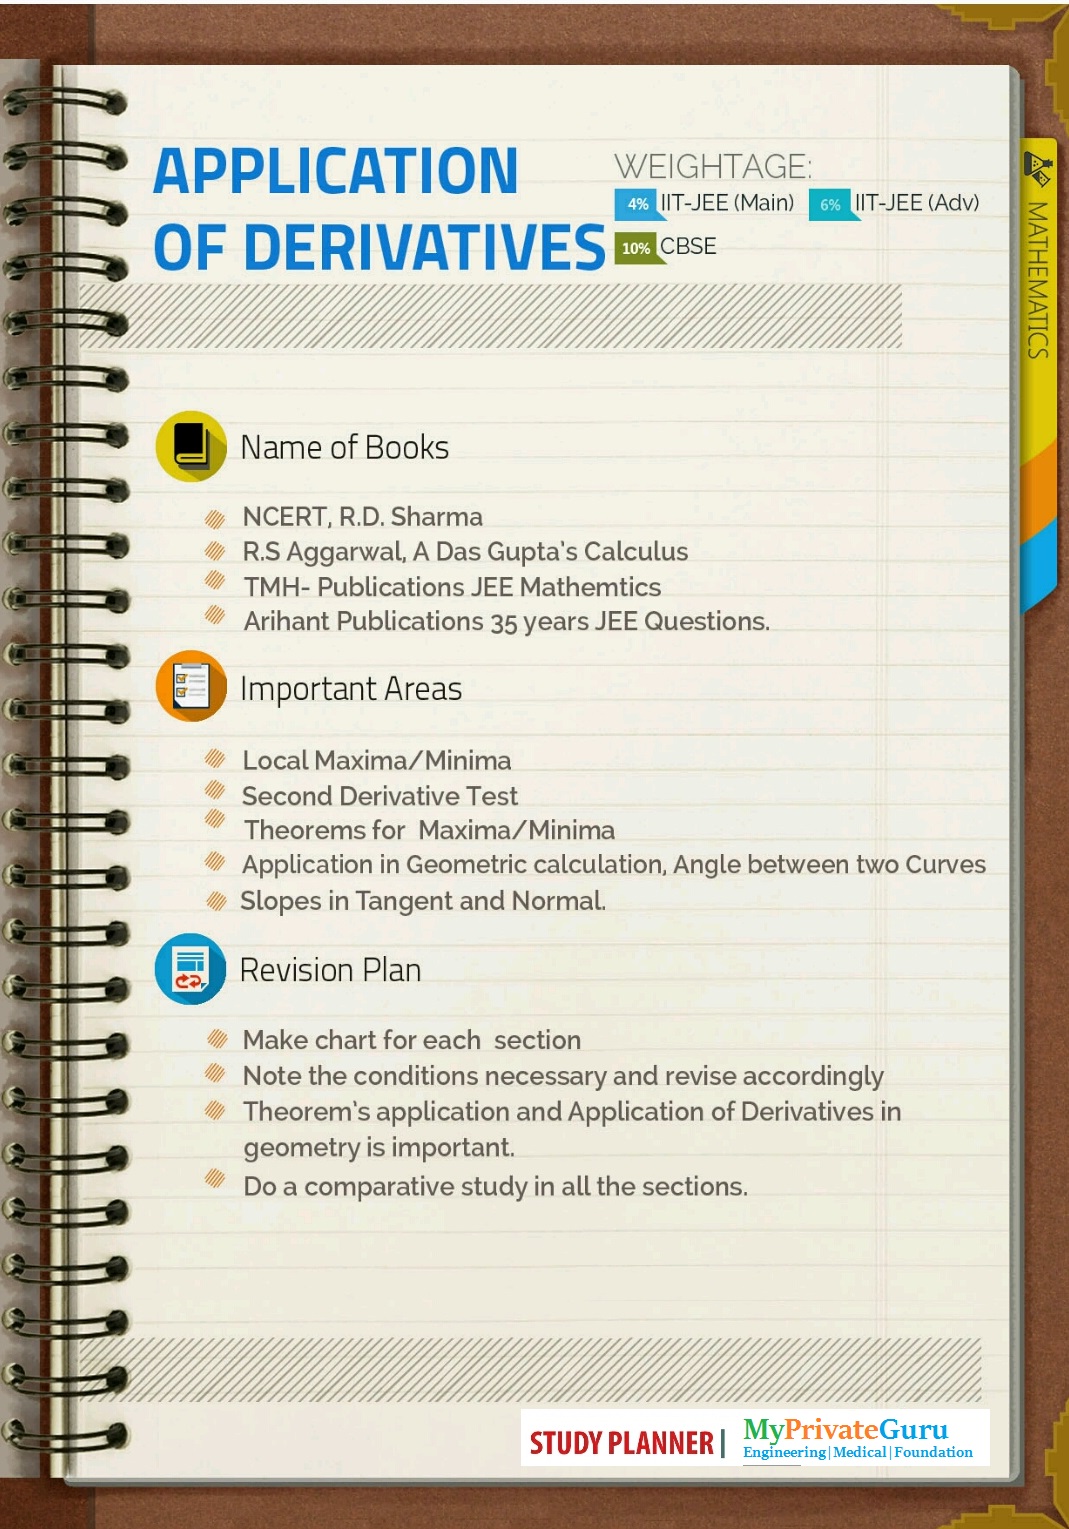 APPLICATION
OF DERIVATIVES
WEIGHTAGE:
4% IIT-JEE (Main) 6% IIT-JEE (Adv)
10% CBSE
MATHEMATICS
Name of Books
NCERT, R.D. Sharma
R.S Aggarwal, A Das Gupta's Calculus
TMH- Publications JEE Mathemtics
Arihant Publications 35 years JEE Questions.
Important Areas
Local Maxima/Minima
Second Derivative Test
Theorems for Maxima/Minima
Application in Geometric calculation, Angle between two Curves
Slopes in Tangent and Normal.
Revision Plan
Make chart for each section
Note the conditions necessary and revise accordingly
Theorem's application and Application of Derivatives in
geometry is important.
Do a comparative study in all the sections.
STUDY PLANNER |
MyPrivateGuru
Engineering|Medical|Foundation